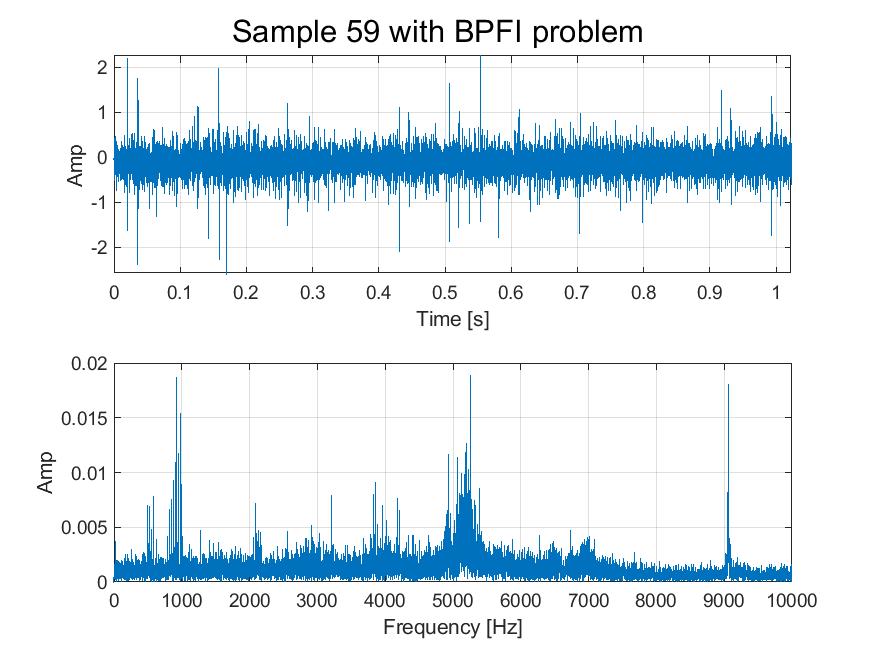 Sample 59 with BPFI problem
2
1
0
-1
-2
Amp
0 0.1 0.2 0.3 0.4 0.5 0.6 0.7 0.8 0.9 1
Time [s]
0.02
0.015
0.01
0.005
0
Amp
0 1000 2000 3000 4000 5000 6000 7000 8000 9000 10000
Frequency [Hz]